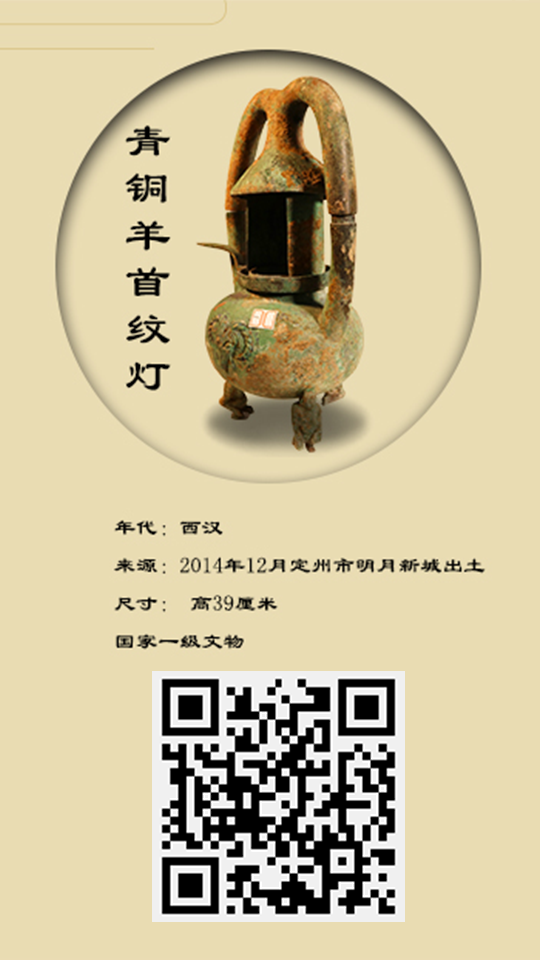 青铜羊首纹灯
年代：西汉
来源：2014年12月定州市明月新城出土
尺寸： 高39厘米
国家一级文物